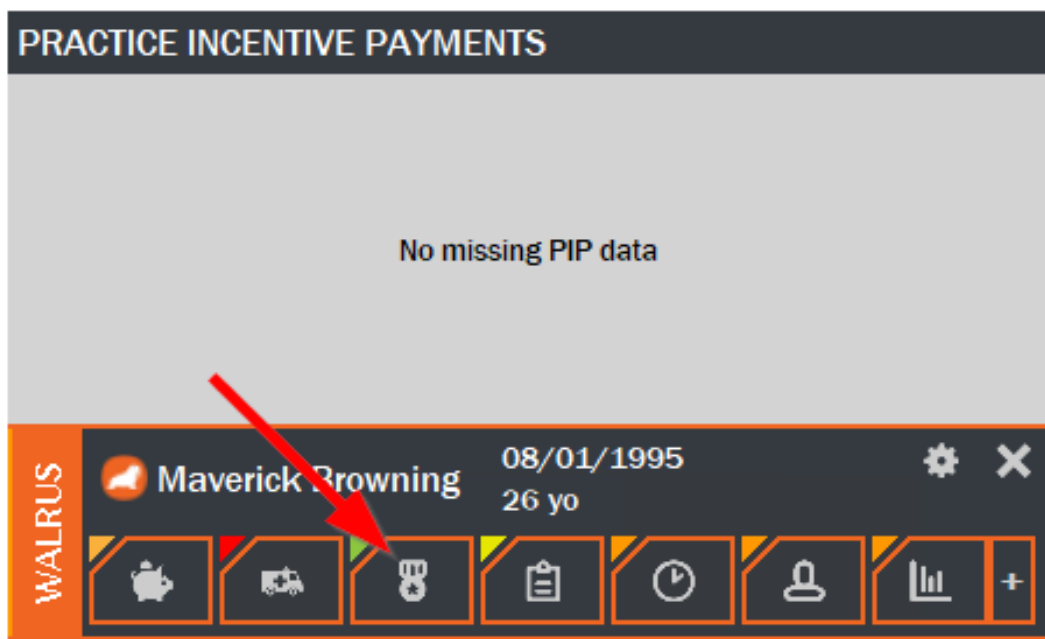 PRACTICE INCENTIVE PAYMENTS
No missing PIP data
WALRUS
Maverick Browning
08/01/1995
26 yo